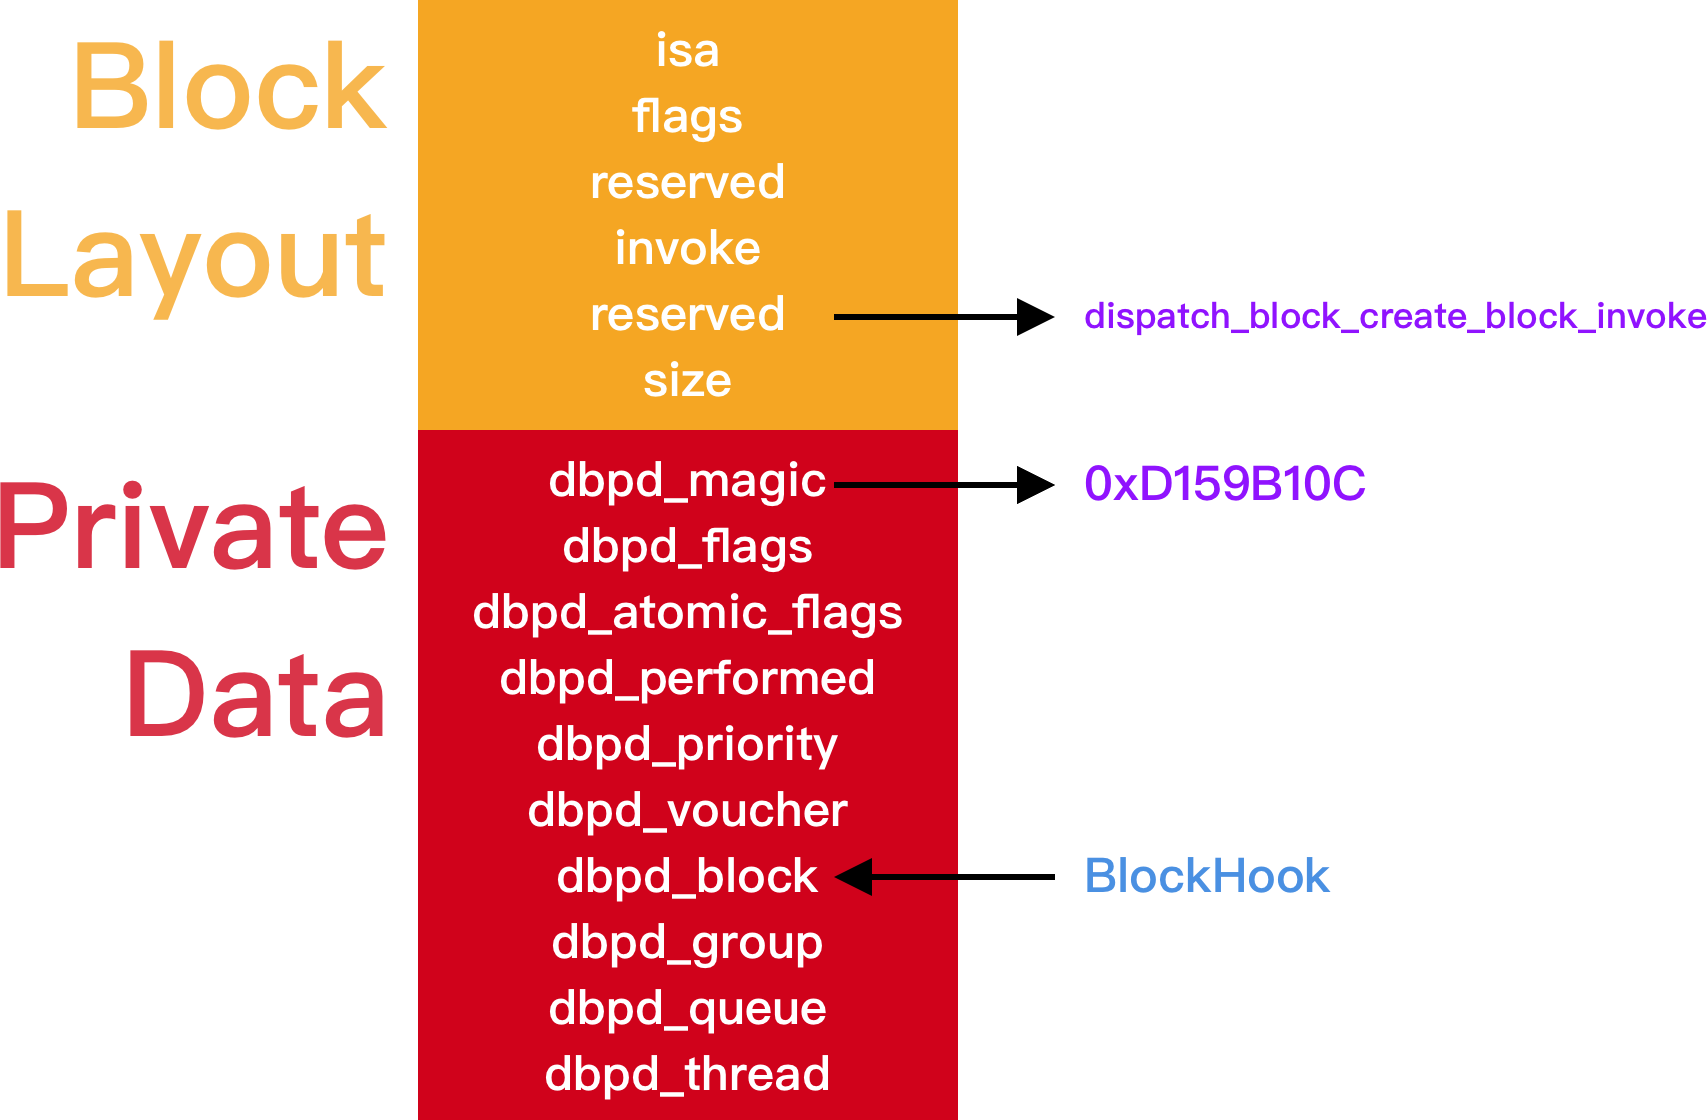 Block
Layout
isa
flags
reserved
invoke
reserved
dispatch_block_create_block_invoke
size
Private
Data
dbpd_magic
0xD159B10C
dbpd_flags
dbpd_atomic_flags
dbpd_performed
dbpd_priority
dbpd_voucher
dbpd_block
BlockHook
dbpd_group
dbpd_queue
dbpd_thread